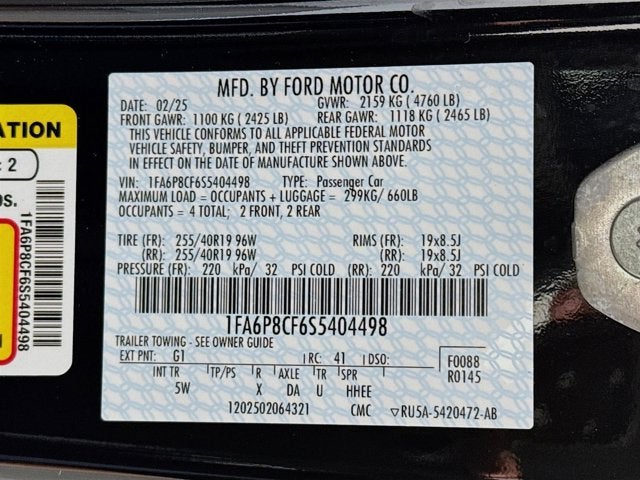 ATION
: 2
os.
1FA6P8CF6S5404498
MFD. BY FORD MOTOR CO.
DATE: 02/25 GVWR: 2159 KG ( 4760 LB)
FRONT GAWR: 1100 KG ( 2425 LB) REAR GAWR: 1118 KG ( 2465 LB)
THIS VEHICLE CONFORMS TO ALL APPLICABLE FEDERAL MOTOR
VEHICLE SAFETY, BUMPER, AND THEFT PREVENTION STANDARDS
IN EFFECT ON THE DATE OF MANUFACTURE SHOWN ABOVE.
VIN: 1FA6P8CF6S5404498 TYPE: Passenger Car
MAXIMUM LOAD = OCCUPANTS + LUGGAGE = 299KG/ 660LB
OCCUPANTS = 4 TOTAL; 2 FRONT, 2 REAR
TIRE (FR): 255/40R19 96W RIMS (FR): 19x8.5J
(RR): 255/40R19 96W (RR): 19x8.5J
PRESSURE (FR): 220 kPa/ 32 PSI COLD (RR): 220 kPa/ 32 PSI COLD
1FA6P8CF6S5404498
TRAILER TOWING - SEE OWNER GUIDE
EXT PNT: G1 RC: 41 DSO: F0088
R0145
INT TR TP/PS R AXLE TR SPR
5W X DA U HHEE
1202502064321 CMC ▽RU5A-5420472-AB